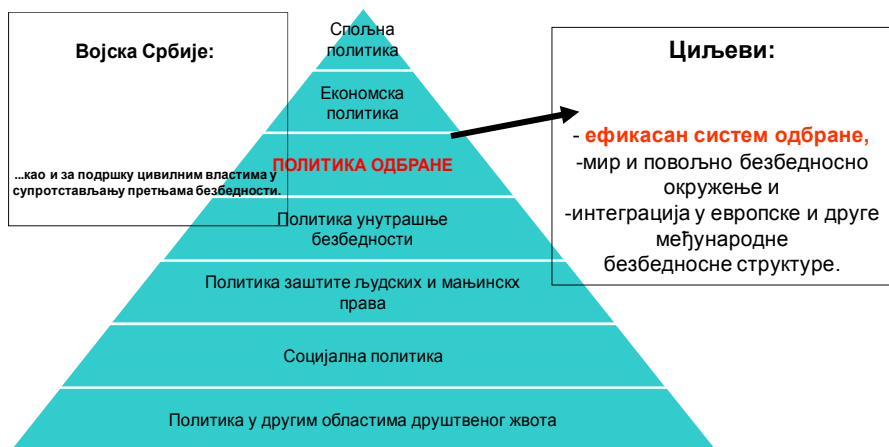 Војска Србије:
...као и за подршку цивилним властима у
супротстављању претњама безбедности.
Спољна
политика
Економска
политика
ПОЛИТИКА ОДБРАНЕ
Политика унутрашње
безбедности
Политика заштите људских и мањинскх
права
Социјална политика
Политика у другим областима друштвеног жвота
Циљеви:
- ефикасан систем одбране,
-мир и повољно безбедносно
окружење и
-интеграција у европске и друге
међународне
безбедносне структуре.